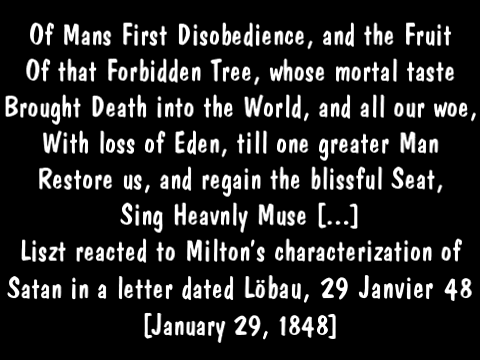 Of Mans First Disobedience, and the Fruit
Of that Forbidden Tree, whose mortal taste
Brought Death into the World, and all our woe,
With loss of Eden, till one greater Man
Restore us, and regain the blissful Seat,
Sing Heavnly Muse [...]
Liszt reacted to Milton's characterization of
Satan in a letter dated Löbau, 29 Janvier 48
[January 29, 1848]